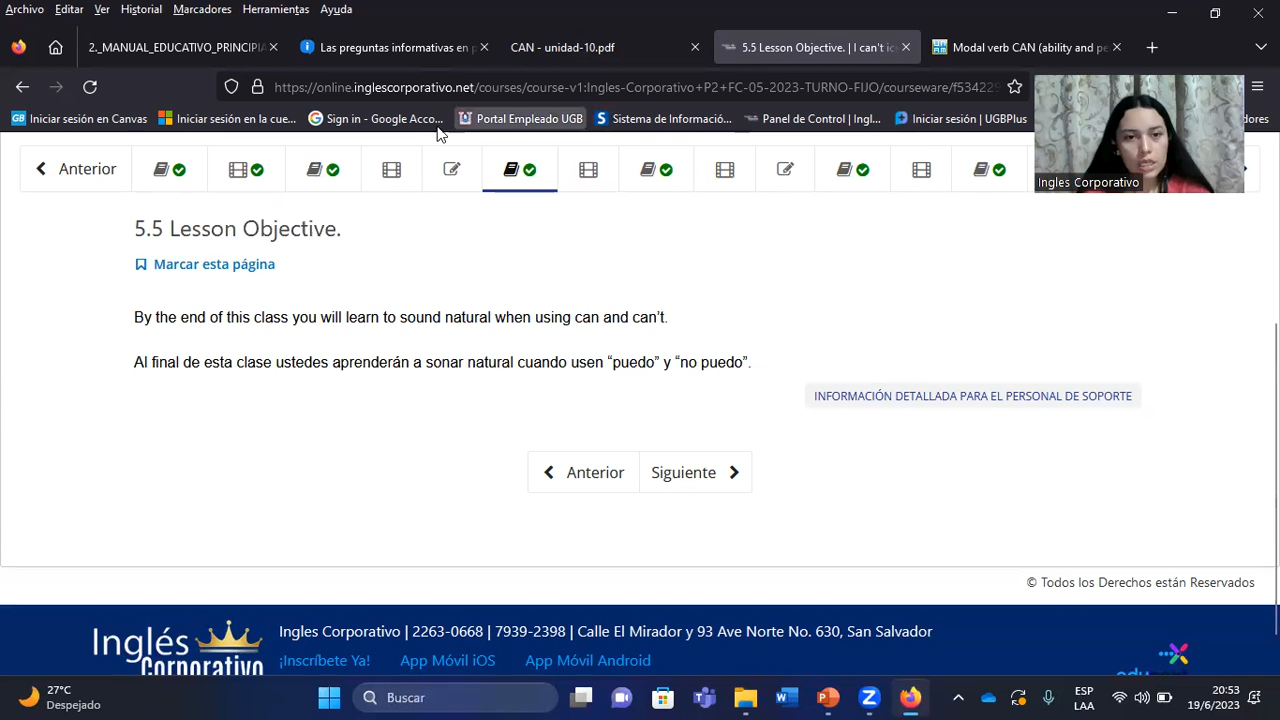 Archivo Editar Ver Historial Marcadores Herramientas Ayuda
2._MANUAL_EDUCATIVO_PRINCIPIA
Las preguntas informativas en p
CAN - unidad-10.pdf
5.5 Lesson Objective. | I can't ic
Modal verb CAN (ability and pe
https://online.inglescorporativo.net/courses/course-v1:Ingles-Corporativo+P2+FC-05-2023-TURNO-FIJO/courseware/f534229
GB Iniciar sesión en Canvas
Iniciar sesión en la cue...
Sign in - Google Acco...
Portal Empleado UGB
Sistema de Informació...
Panel de Control | Ingl...
Iniciar sesión | UGBPlus
dores
Anterior
Ingles Corporativo
5.5 Lesson Objective.
Marcar esta página
By the end of this class you will learn to sound natural when using can and can't.
Al final de esta clase ustedes aprenderán a sonar natural cuando usen “puedo” y “no puedo”.
INFORMACIÓN DETALLADA PARA EL PERSONAL DE SOPORTE
Anterior Siguiente
© Todos los Derechos están Reservados
Inglés Corporativo
Ingles Corporativo | 2263-0668 | 7939-2398 | Calle El Mirador y 93 Ave Norte No. 630, San Salvador
¡Inscríbete Ya! App Móvil iOS App Móvil Android
27°C
Despejado
Buscar
ESP
LAA
20:53
19/6/2023